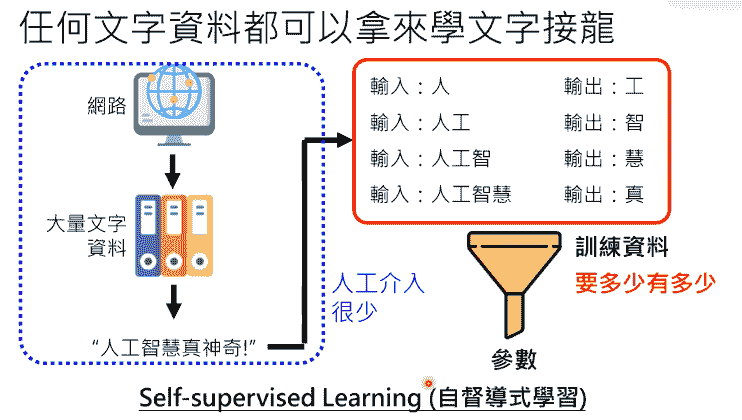 任何文字資料都可以拿來學文字接龍
網路
大量文字
資料
“人工智慧真神奇!”
人工介入
很少
輸入：人 輸出：工
輸入：人工 輸出：智
輸入：人工智 輸出：慧
輸入：人工智慧 輸出：真
訓練資料
要多少有多少
參數
Self-supervised Learning (自督導式學習)